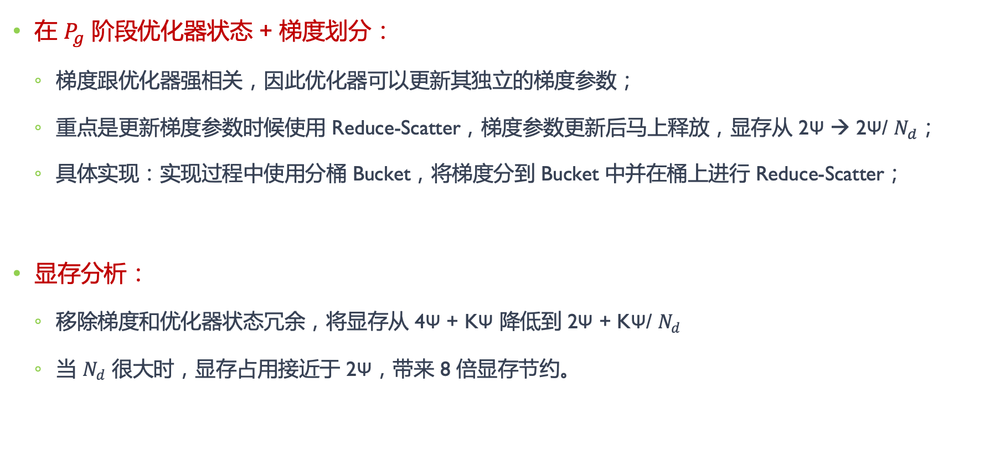 • 在 P_g 阶段优化器状态 + 梯度划分：
◦ 梯度跟优化器强相关，因此优化器可以更新其独立的梯度参数；
◦ 重点是更新梯度参数时候使用 Reduce-Scatter，梯度参数更新后马上释放，显存从 2Ψ → 2Ψ/ N_d；
◦ 具体实现：实现过程中使用分桶 Bucket，将梯度分到 Bucket 中并在桶上进行 Reduce-Scatter；
• 显存分析：
◦ 移除梯度和优化器状态冗余，将显存从 4Ψ + KΨ 降低到 2Ψ + KΨ/ N_d
◦ 当 N_d 很大时，显存占用接近于 2Ψ，带来 8 倍显存节约。